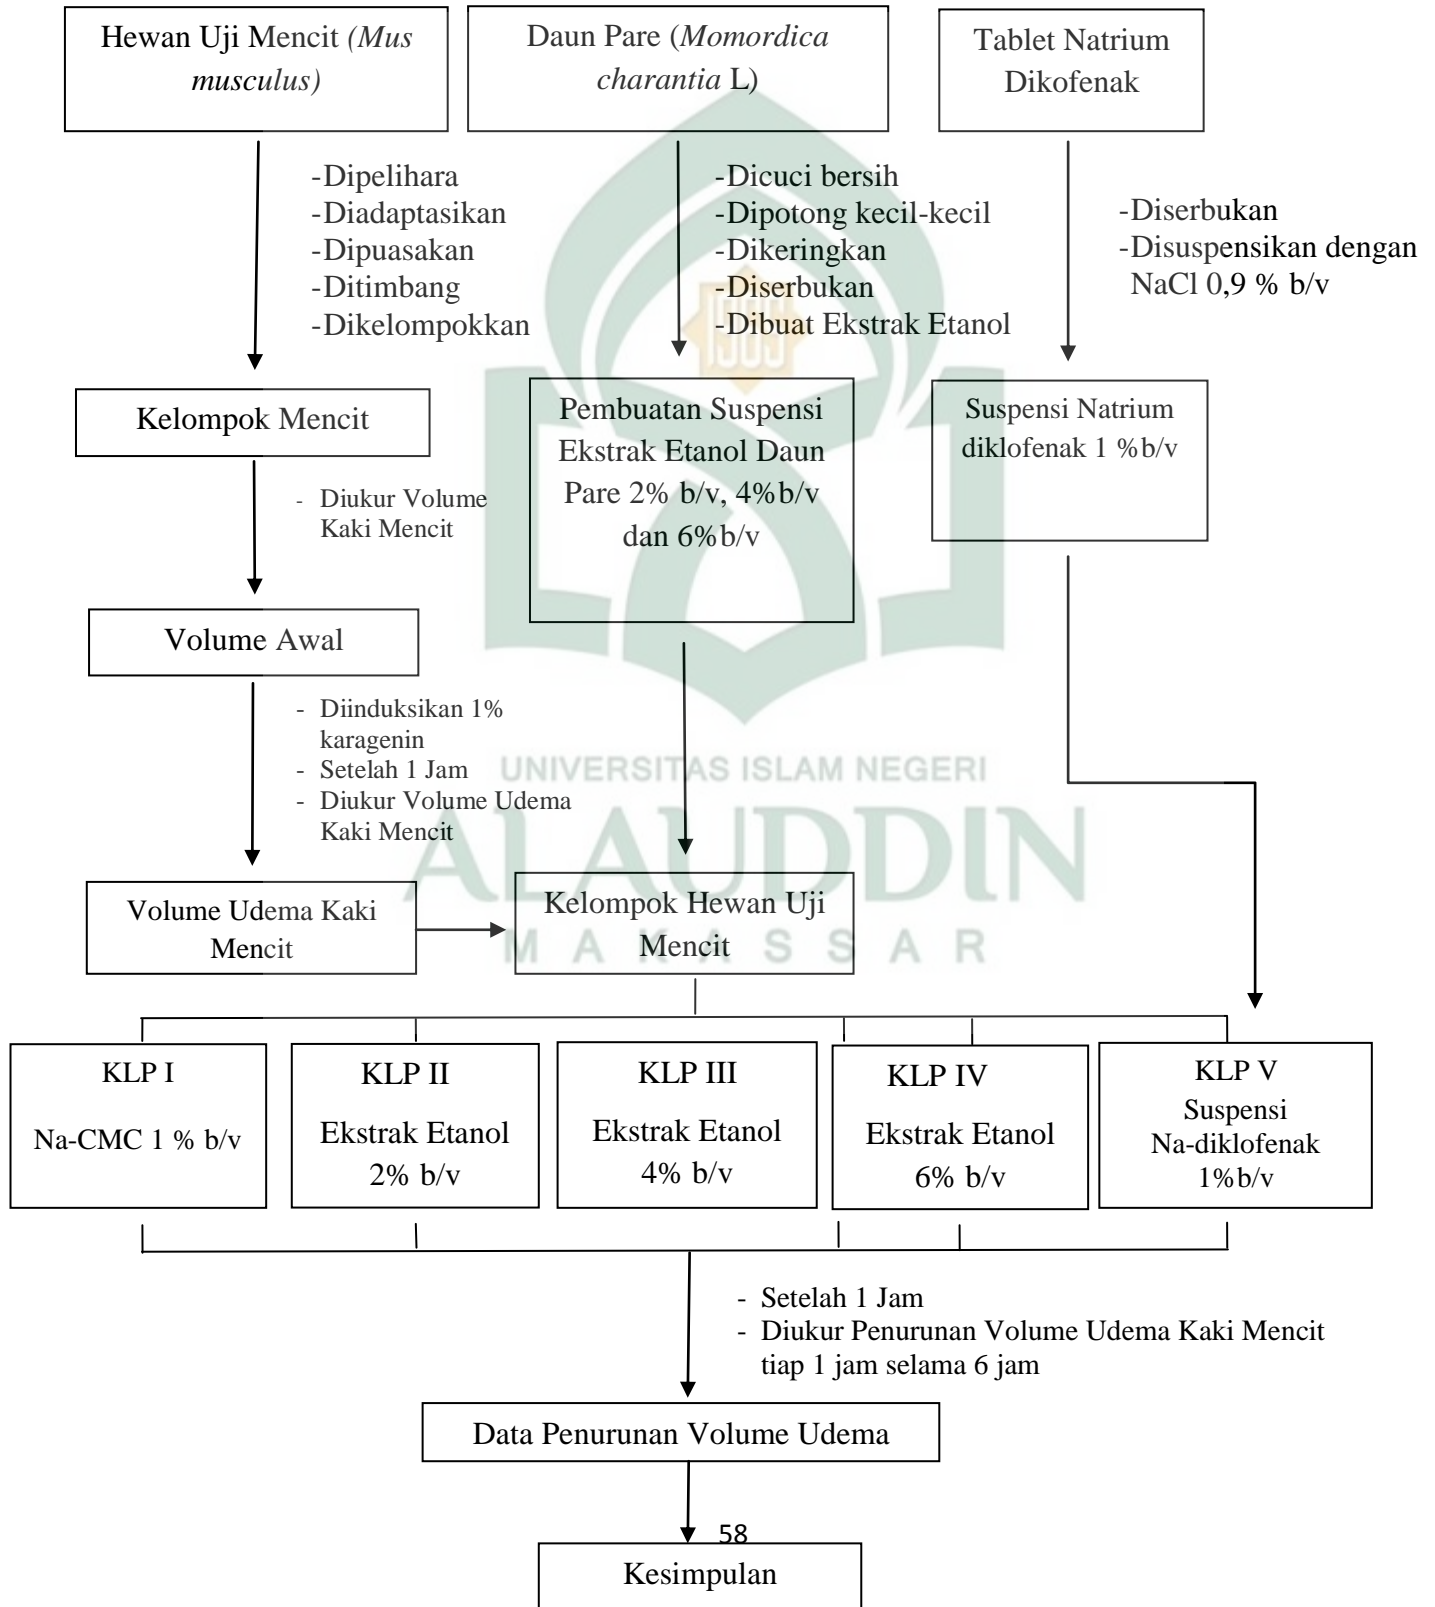 Hewan Uji Mencit (Mus
musculus)
Daun Pare (Momordica
charantia L)
Tablet Natrium
Dikofenak
-Dipelihara
-Diadaptasikan
-Dipuasakan
-Ditimbang
-Dikelompokkan
-Dicuci bersih
-Dipotong kecil-kecil
-Dikeringkan
-Diserbukan
-Dibuat Ekstrak Etanol
-Diserbukan
-Disuspensikan dengan
NaCl 0,9 % b/v
1965
Kelompok Mencit
Pembuatan Suspensi
Ekstrak Etanol Daun
Pare 2% b/v, 4%b/v
dan 6%b/v
Suspensi Natrium
diklofenak 1 %b/v
- Diukur Volume
Kaki Mencit
Volume Awal
- Diinduksikan 1%
karagenin
- Setelah 1 Jam
- Diukur Volume Udema
Kaki Mencit
UNIVERSITAS ISLAM NEGERI
ALAUDDIN
MAKASSAR
Volume Udema Kaki
Mencit
Kelompok Hewan Uji
Mencit
KLP I
Na-CMC 1 % b/v
KLP II
Ekstrak Etanol
2% b/v
KLP III
Ekstrak Etanol
4% b/v
KLP IV
Ekstrak Etanol
6% b/v
KLP V
Suspensi
Na-diklofenak
1%b/v
- Setelah 1 Jam
- Diukur Penurunan Volume Udema Kaki Mencit
tiap 1 jam selama 6 jam
Data Penurunan Volume Udema
58
Kesimpulan